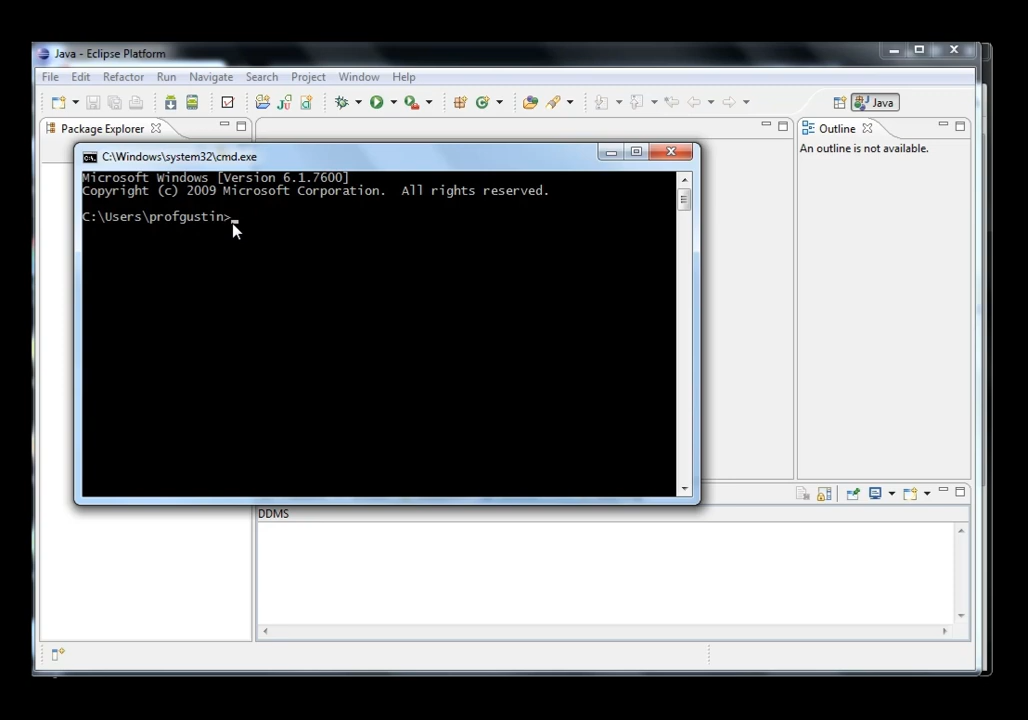 Java - Eclipse Platform
File Edit Refactor Run Navigate Search Project Window Help
Java
Package Explorer
Outline
An outline is not available.
C:\Windows\system32\cmd.exe
Microsoft Windows [Version 6.1.7600]
Copyright (c) 2009 Microsoft Corporation. All rights reserved.
C:\Users\profgustin>_
DDMS